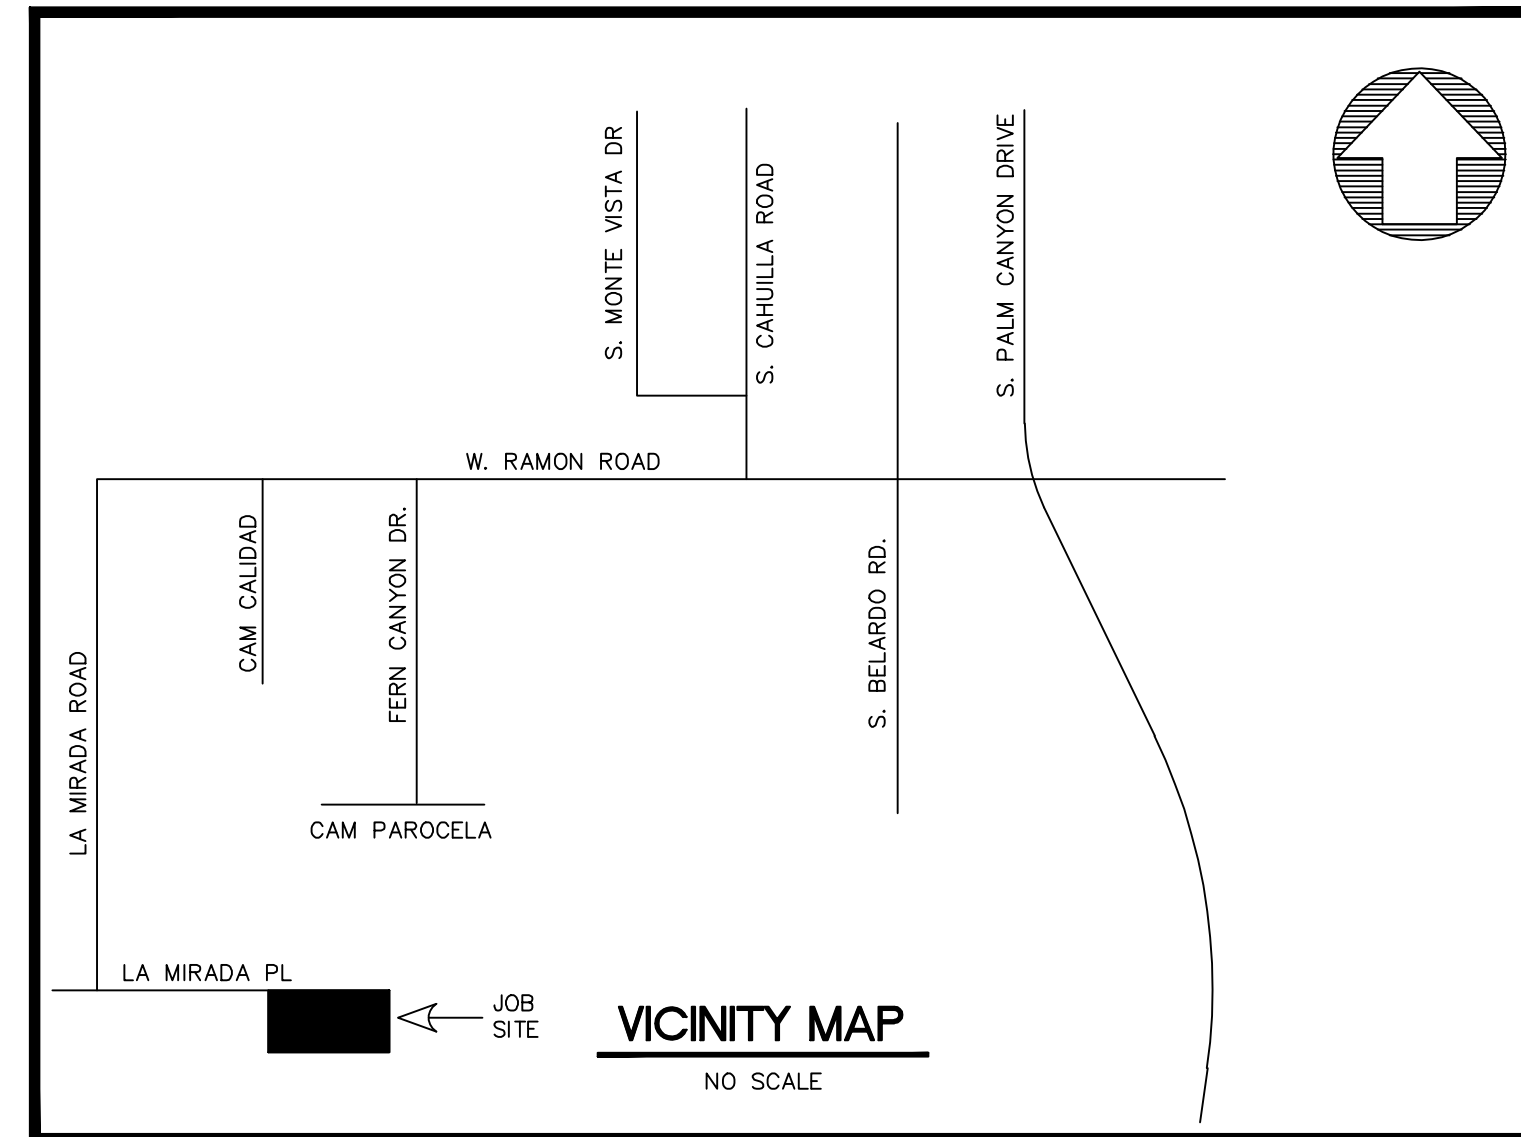 S. MONTE VISTA DR
S. CAHUILLA ROAD
S. PALM CANYON DRIVE
W. RAMON ROAD
CAM CALIDAD
FERN CANYON DR.
S. BELARDO RD.
LA MIRADA ROAD
CAM PAROCELA
LA MIRADA PL
JOB
SITE
VICINITY MAP
NO SCALE